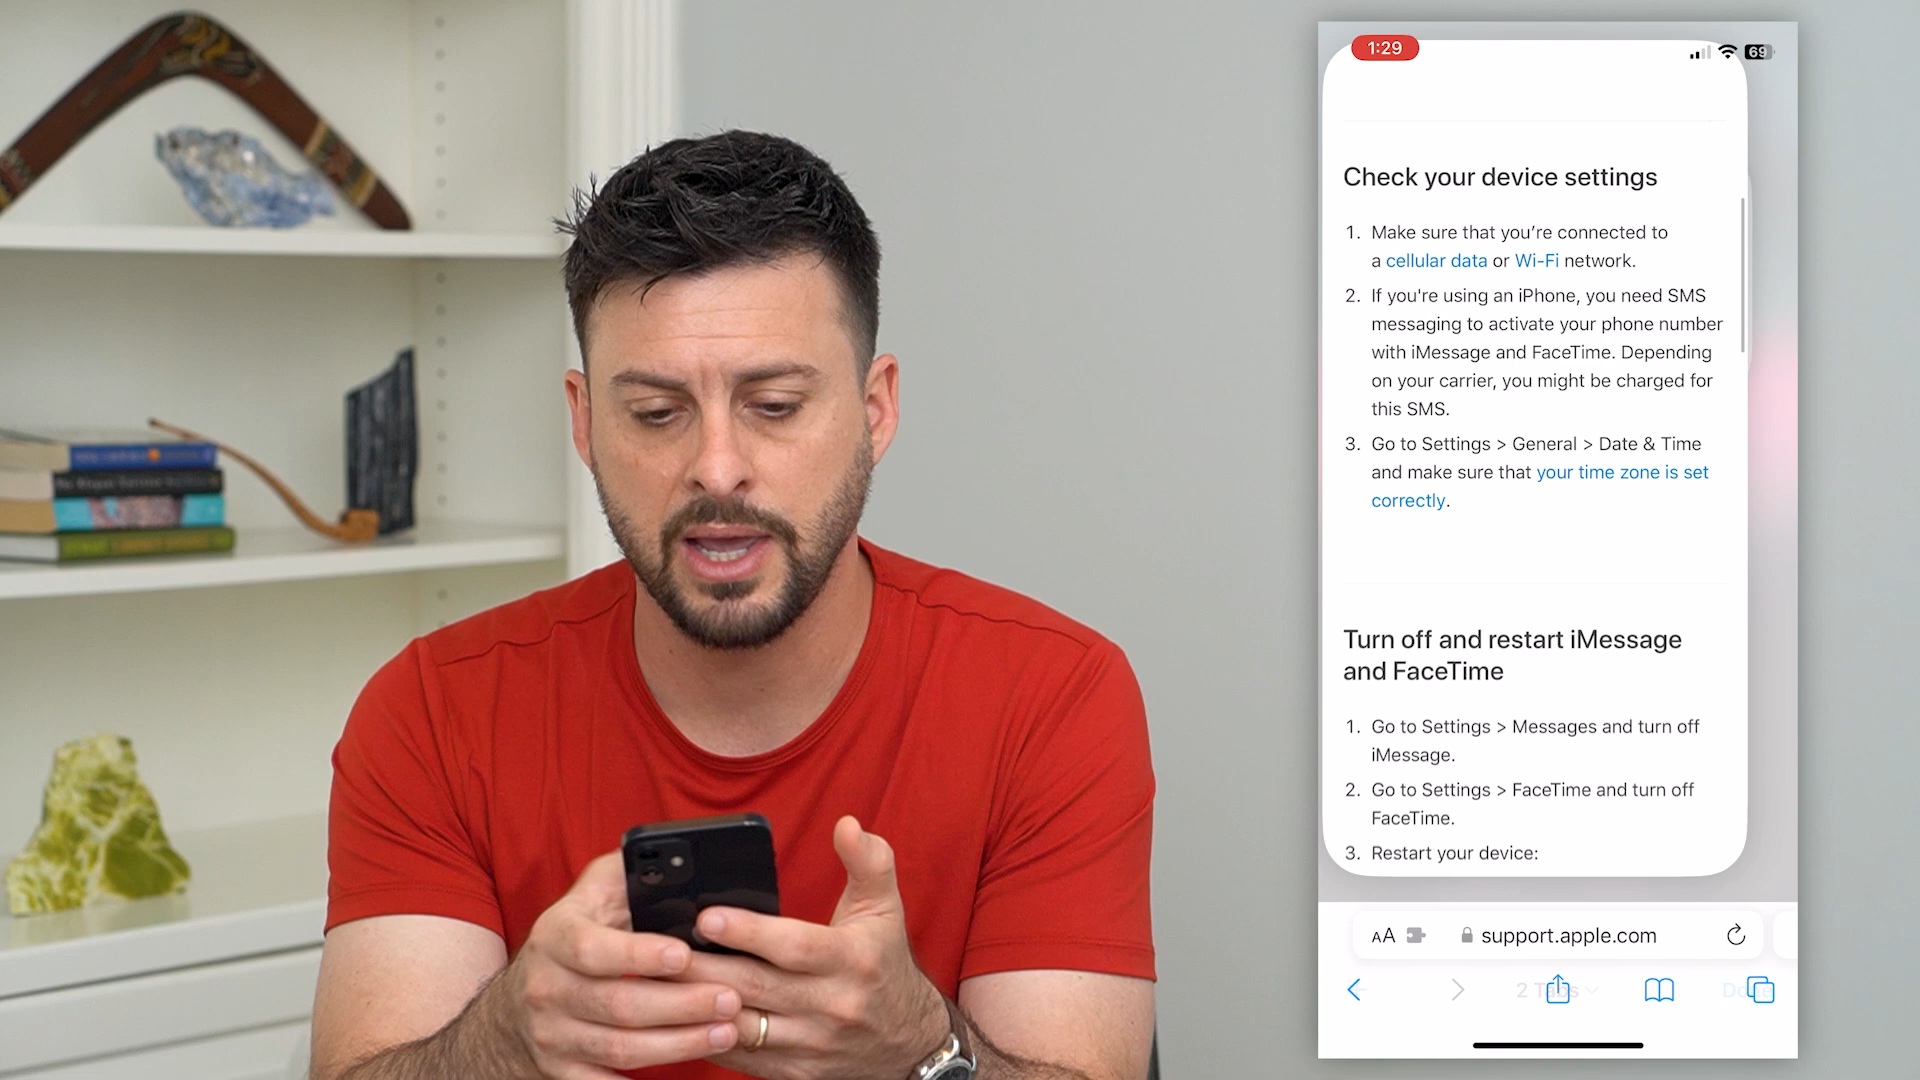 1:29
69
Check your device settings
1. Make sure that you’re connected to
a cellular data or Wi-Fi network.
2. If you're using an iPhone, you need SMS
messaging to activate your phone number
with iMessage and FaceTime. Depending
on your carrier, you might be charged for
this SMS.
3. Go to Settings > General > Date & Time
and make sure that your time zone is set
correctly.
Turn off and restart iMessage
and FaceTime
1. Go to Settings > Messages and turn off
iMessage.
2. Go to Settings > FaceTime and turn off
FaceTime.
3. Restart your device:
AA
support.apple.com
2 Tabs